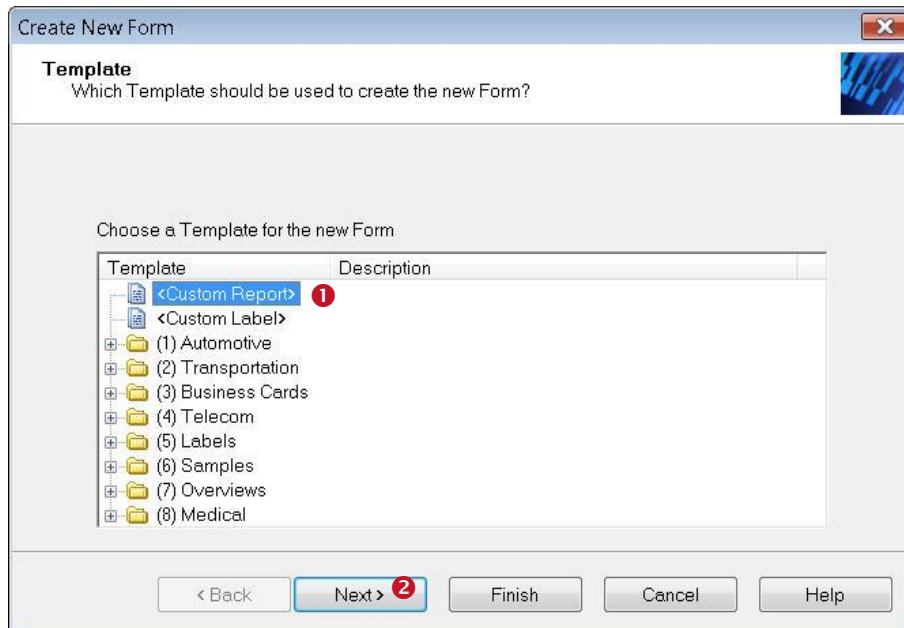 Create New Form
Template
Which Template should be used to create the new Form?
Choose a Template for the new Form
Template Description
<Custom Report> 1
<Custom Label>
(1) Automotive
(2) Transportation
(3) Business Cards
(4) Telecom
(5) Labels
(6) Samples
(7) Overviews
(8) Medical
< Back Next > 2 Finish Cancel Help